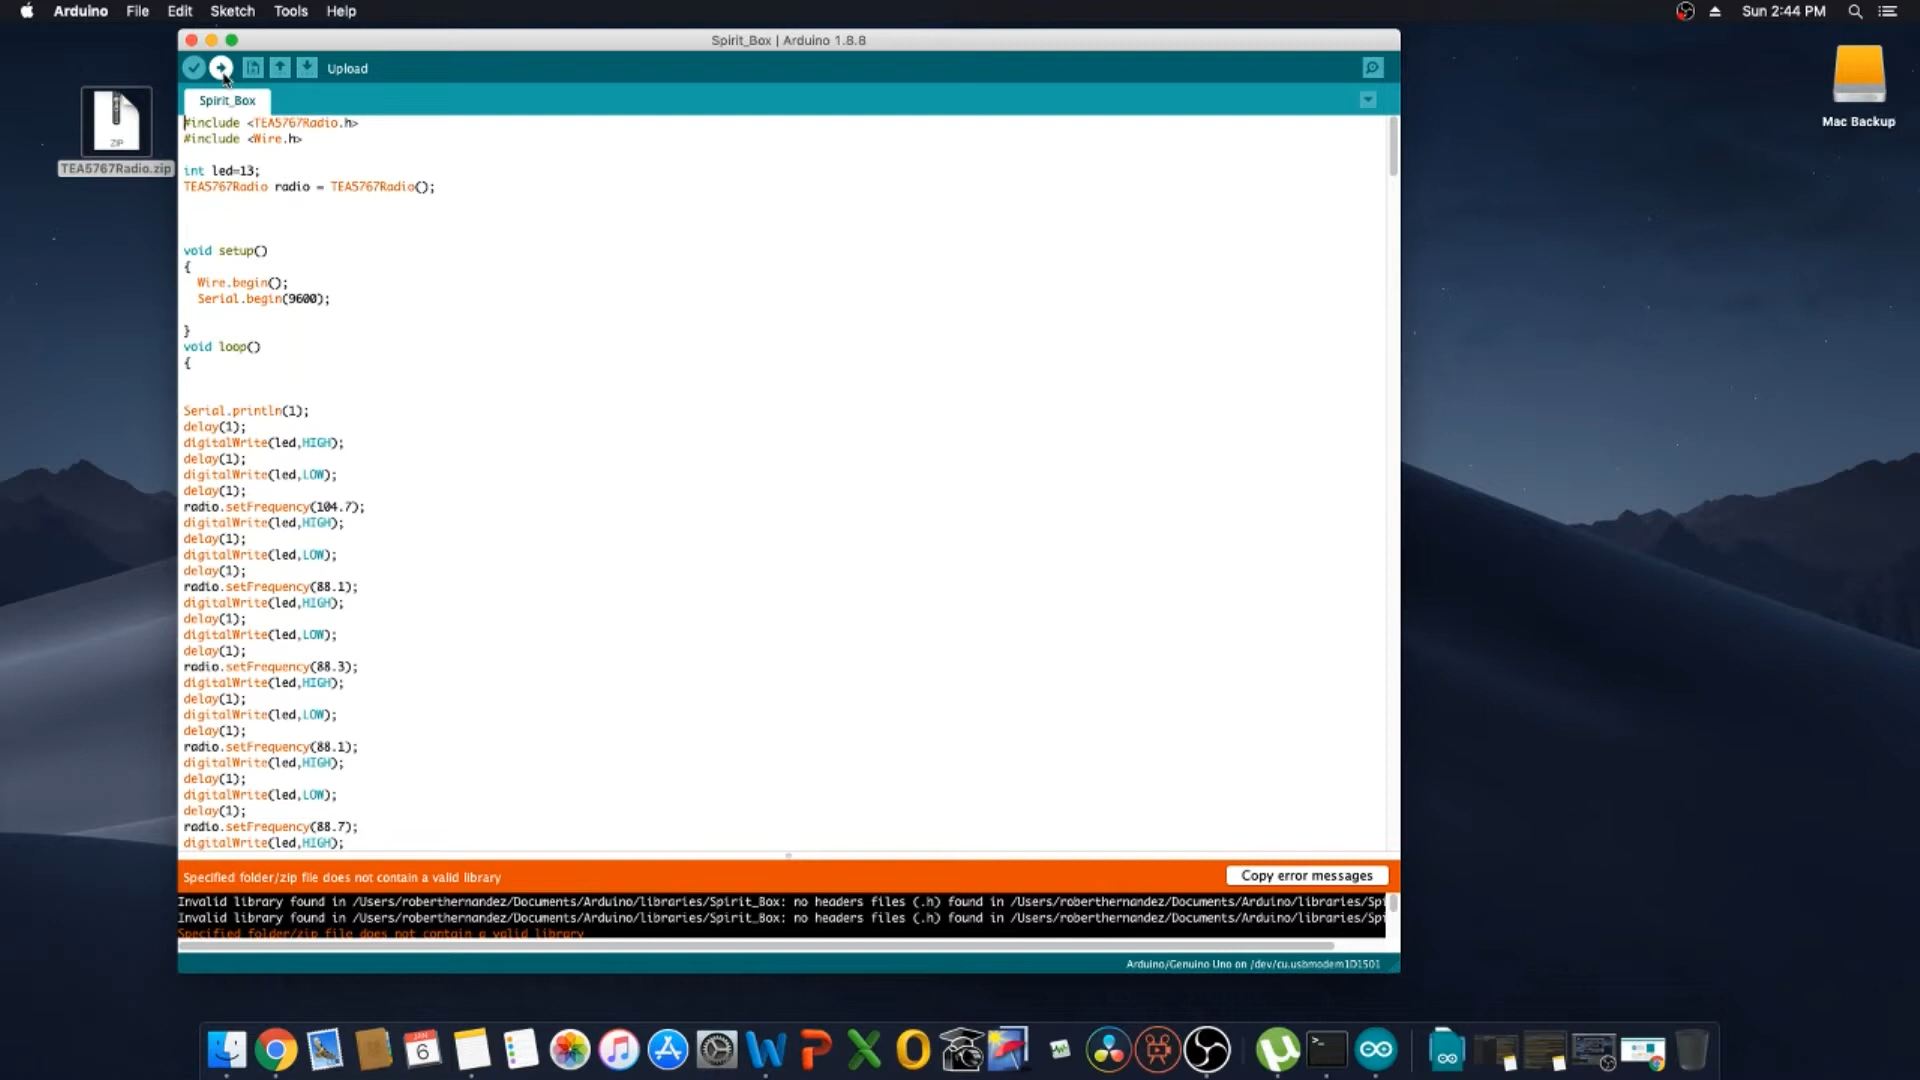 Arduino File Edit Sketch Tools Help
Sun 2:44 PM
Spirit_Box | Arduino 1.8.8
Upload
Spirit_Box
ZIP
TEA5767Radio.zip
Mac Backup
#include <TEA5767Radio.h>
#include <Wire.h>
int led=13;
TEA5767Radio radio = TEA5767Radio();
void setup()
{
Wire.begin();
Serial.begin(9600);
}
void loop()
{
Serial.println(1);
delay(1);
digitalWrite(led,HIGH);
delay(1);
digitalWrite(led,LOW);
delay(1);
radio.setFrequency(104.7);
digitalWrite(led,HIGH);
delay(1);
digitalWrite(led,LOW);
delay(1);
radio.setFrequency(88.1);
digitalWrite(led,HIGH);
delay(1);
digitalWrite(led,LOW);
delay(1);
radio.setFrequency(88.3);
digitalWrite(led,HIGH);
delay(1);
digitalWrite(led,LOW);
delay(1);
radio.setFrequency(88.1);
digitalWrite(led,HIGH);
delay(1);
digitalWrite(led,LOW);
delay(1);
radio.setFrequency(88.7);
digitalWrite(led,HIGH);
Specified folder/zip file does not contain a valid library
Copy error messages
Invalid library found in /Users/roberthernandez/Documents/Arduino/libraries/Spirit_Box: no headers files (.h) found in /Users/roberthernandez/Documents/Arduino/libraries/Spi
Invalid library found in /Users/roberthernandez/Documents/Arduino/libraries/Spirit_Box: no headers files (.h) found in /Users/roberthernandez/Documents/Arduino/libraries/Spi
Specified folder/zip file does not contain a valid library
Arduino/Genuino Uno on /dev/cu.usbmodem1D1501
JAN
6